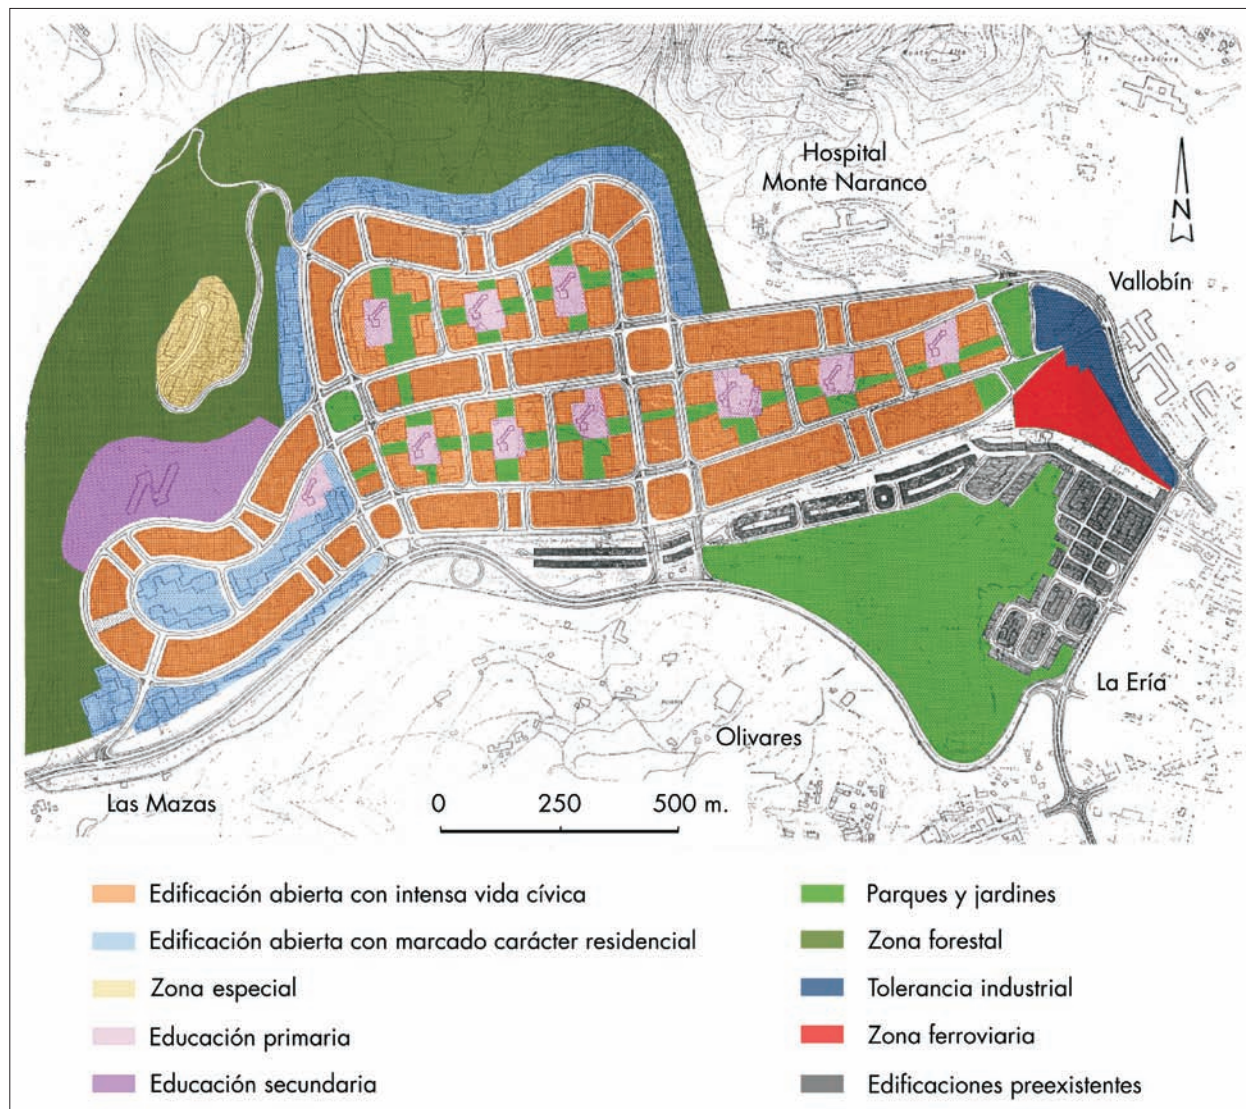 Hospital
Monte Naranco
N
Vallobín
La Ería
Olivares
Las Mazas
0 250 500 m.
Edificación abierta con intensa vida cívica
Edificación abierta con marcado carácter residencial
Zona especial
Educación primaria
Educación secundaria
Parques y jardines
Zona forestal
Tolerancia industrial
Zona ferroviaria
Edificaciones preexistentes